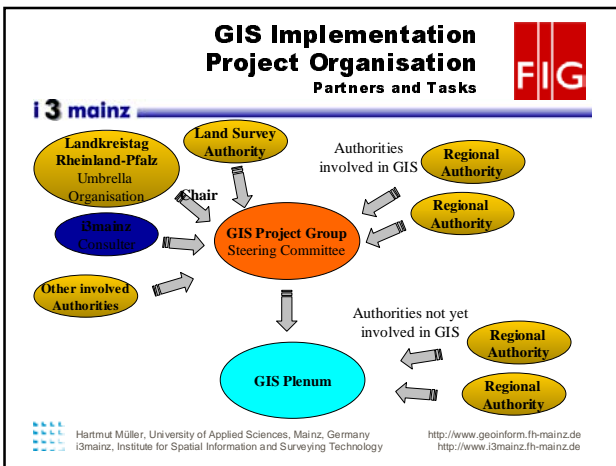 GIS Implementation
Project Organisation
Partners and Tasks
FIG
i3 mainz
Landkreistag
Rheinland-Pfalz
Umbrella
Organisation
Land Survey
Authority
Authorities
involved in GIS
Regional
Authority
Regional
Authority
Chair
i3mainz
Consulter
GIS Project Group
Steering Committee
Other involved
Authorities
Authorities not yet
involved in GIS
Regional
Authority
Regional
Authority
GIS Plenum
Hartmut Müller, University of Applied Sciences, Mainz, Germany
i3mainz, Institute for Spatial Information and Surveying Technology
http://www.geoinform.fh-mainz.de
http://www.i3mainz.fh-mainz.de